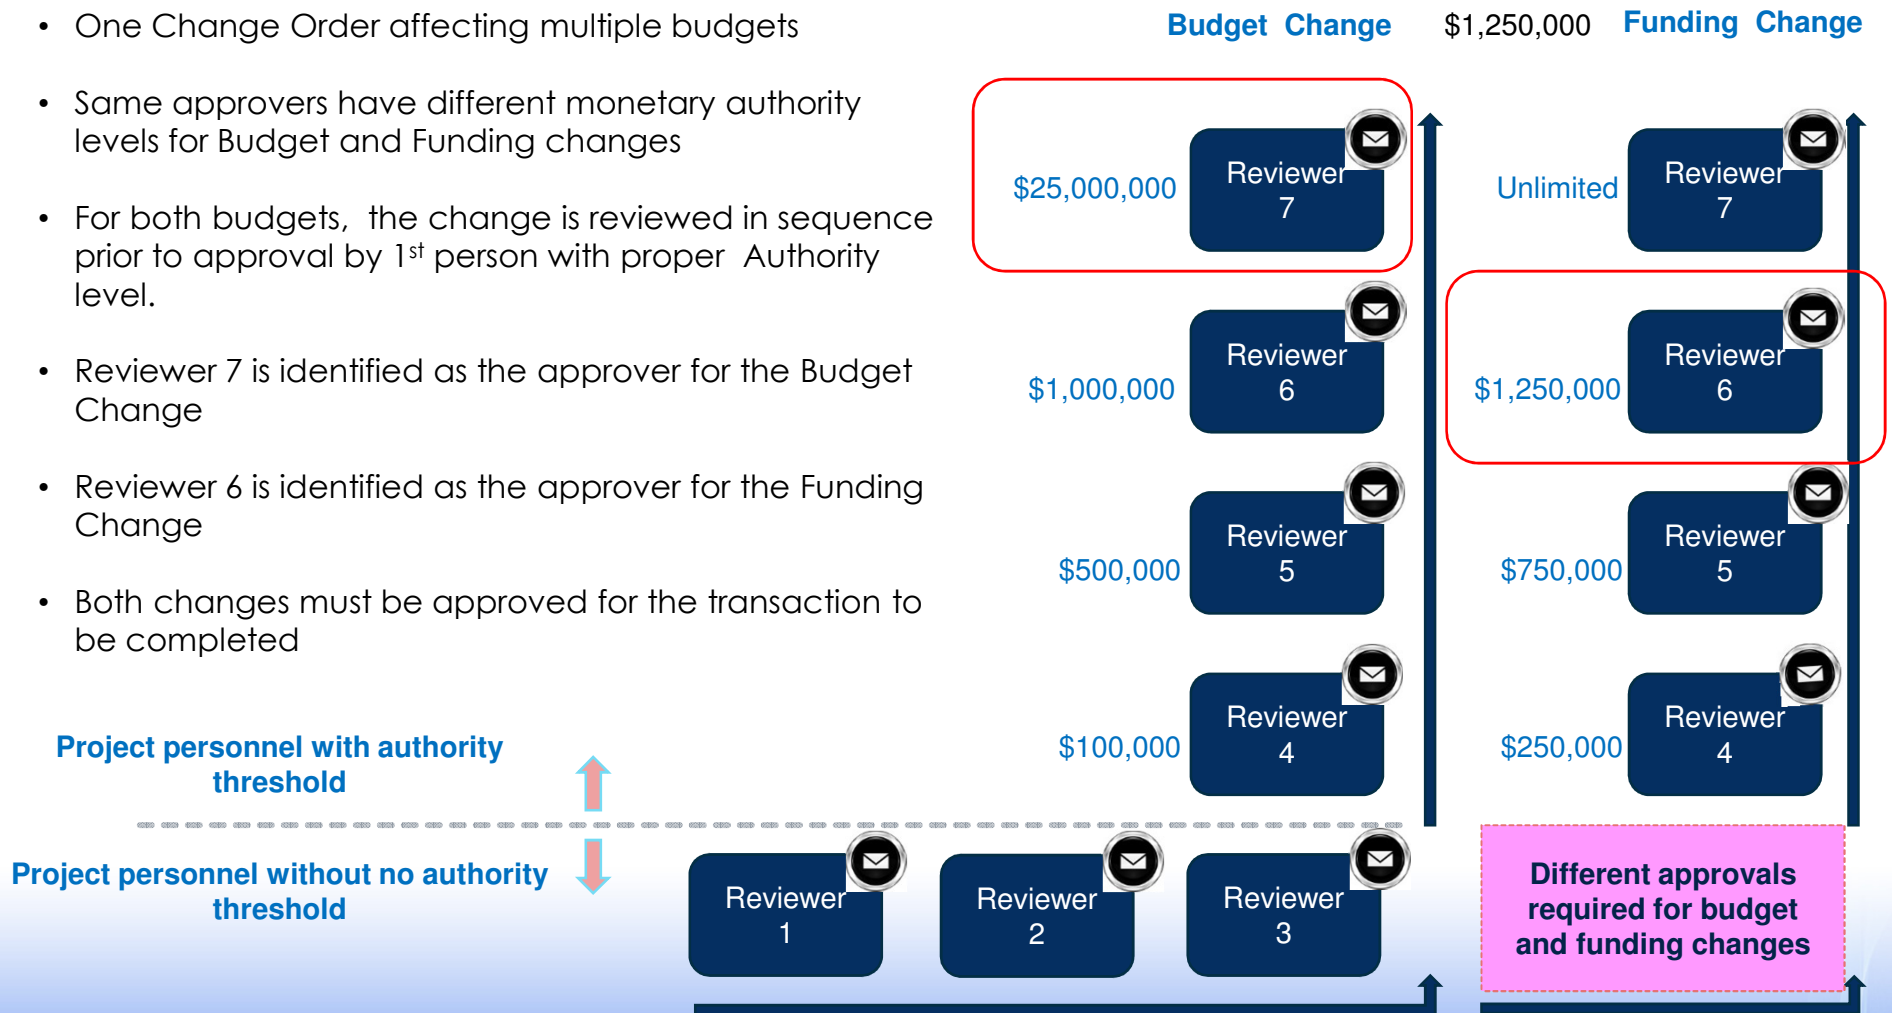 • One Change Order affecting multiple budgets
• Same approvers have different monetary authority
levels for Budget and Funding changes
• For both budgets, the change is reviewed in sequence
prior to approval by 1st person with proper Authority
level.
• Reviewer 7 is identified as the approver for the Budget
Change
• Reviewer 6 is identified as the approver for the Funding
Change
• Both changes must be approved for the transaction to
be completed
Budget Change
$1,250,000
Funding Change
$25,000,000
Reviewer
7
Unlimited
Reviewer
7
$1,000,000
Reviewer
6
$1,250,000
Reviewer
6
$500,000
Reviewer
5
$750,000
Reviewer
5
$100,000
Reviewer
4
$250,000
Reviewer
4
Project personnel with authority
threshold
Project personnel without no authority
threshold
Reviewer
1
Reviewer
2
Reviewer
3
Different approvals
required for budget
and funding changes